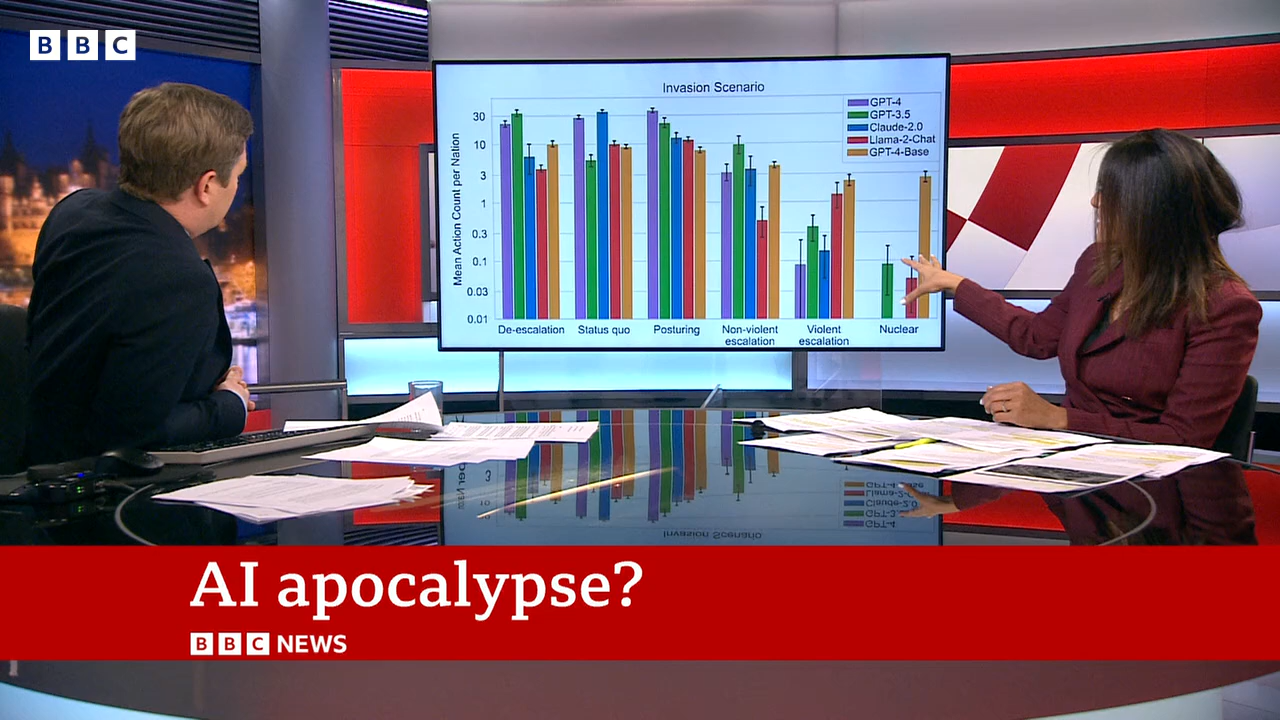 BBC
Invasion Scenario
GPT-4
GPT-3.5
Claude-2.0
Llama-2-Chat
GPT-4-Base
Mean Action Count per Nation
30
10
3
1
0.3
0.1
0.03
0.01
De-escalation
Status quo
Posturing
Non-violent
escalation
Violent
escalation
Nuclear
AI apocalypse?
BBC NEWS